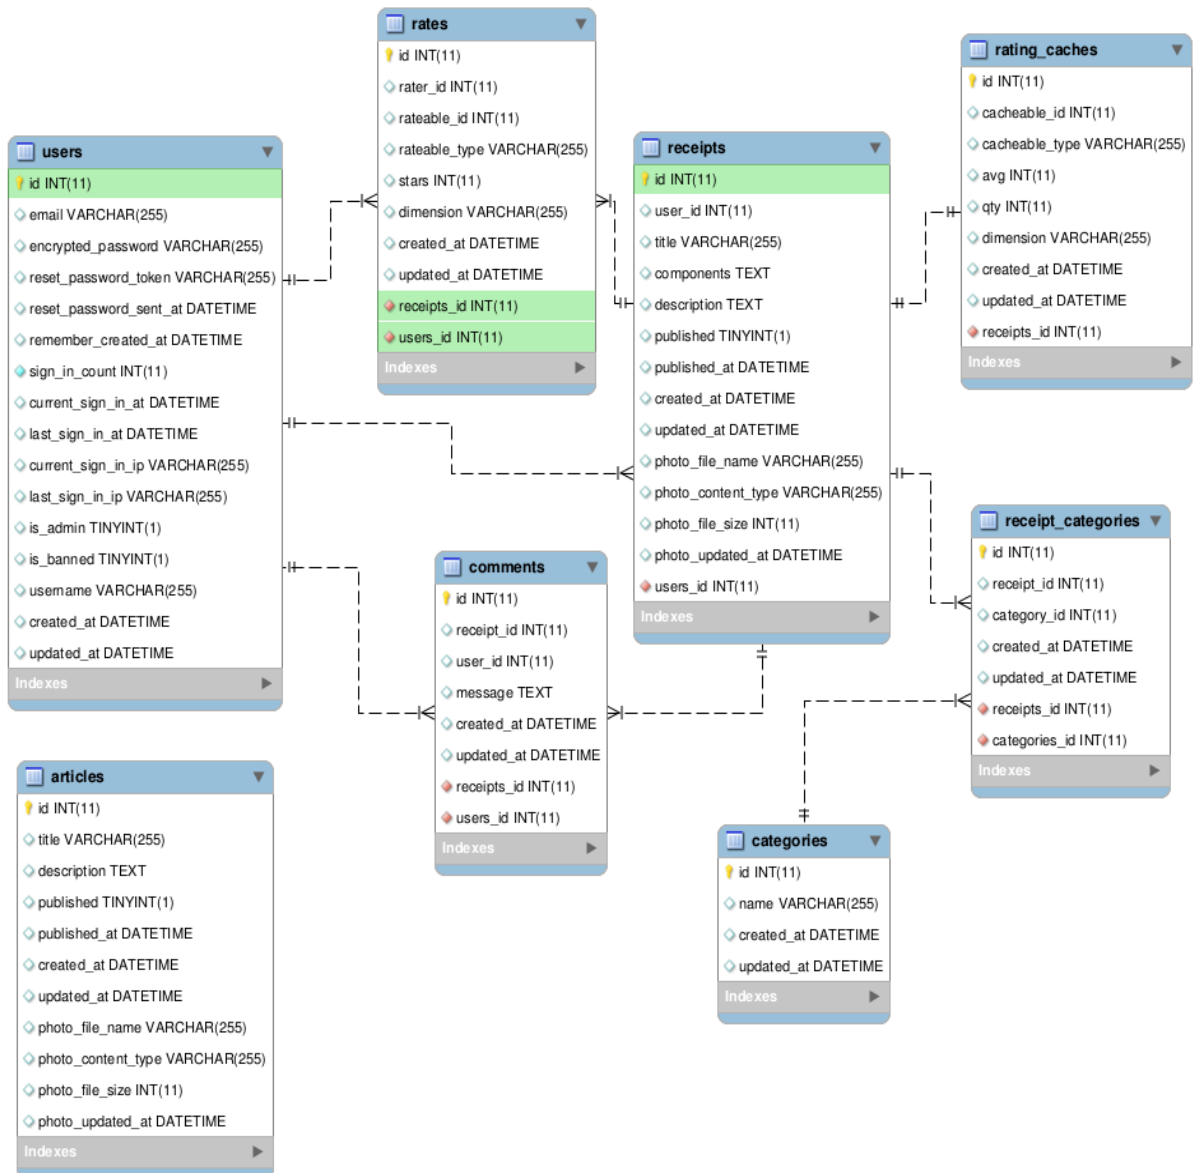 rates
id INT(11)
rater_id INT(11)
rateable_id INT(11)
rateable_type VARCHAR(255)
stars INT(11)
dimension VARCHAR(255)
created_at DATETIME
updated_at DATETIME
receipts_id INT(11)
users_id INT(11)
Indexes
rating_caches
id INT(11)
cacheable_id INT(11)
cacheable_type VARCHAR(255)
avg INT(11)
qty INT(11)
dimension VARCHAR(255)
created_at DATETIME
updated_at DATETIME
receipts_id INT(11)
Indexes
users
id INT(11)
email VARCHAR(255)
encrypted_password VARCHAR(255)
reset_password_token VARCHAR(255)
reset_password_sent_at DATETIME
remember_created_at DATETIME
sign_in_count INT(11)
current_sign_in_at DATETIME
last_sign_in_at DATETIME
current_sign_in_ip VARCHAR(255)
last_sign_in_ip VARCHAR(255)
is_admin TINYINT(1)
is_banned TINYINT(1)
username VARCHAR(255)
created_at DATETIME
updated_at DATETIME
Indexes
receipts
id INT(11)
user_id INT(11)
title VARCHAR(255)
components TEXT
description TEXT
published TINYINT(1)
published_at DATETIME
created_at DATETIME
updated_at DATETIME
photo_file_name VARCHAR(255)
photo_content_type VARCHAR(255)
photo_file_size INT(11)
photo_updated_at DATETIME
users_id INT(11)
Indexes
receipt_categories
id INT(11)
receipt_id INT(11)
category_id INT(11)
created_at DATETIME
updated_at DATETIME
receipts_id INT(11)
categories_id INT(11)
Indexes
comments
id INT(11)
receipt_id INT(11)
user_id INT(11)
message TEXT
created_at DATETIME
updated_at DATETIME
receipts_id INT(11)
users_id INT(11)
Indexes
articles
id INT(11)
title VARCHAR(255)
description TEXT
published TINYINT(1)
published_at DATETIME
created_at DATETIME
updated_at DATETIME
photo_file_name VARCHAR(255)
photo_content_type VARCHAR(255)
photo_file_size INT(11)
photo_updated_at DATETIME
Indexes
categories
id INT(11)
name VARCHAR(255)
created_at DATETIME
updated_at DATETIME
Indexes